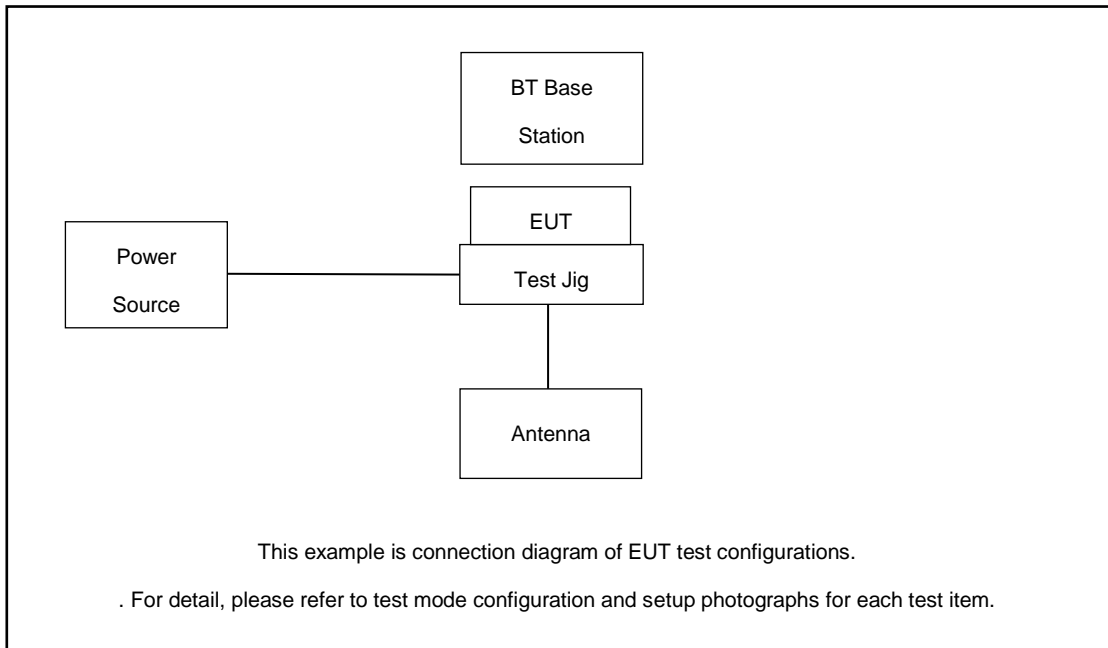 BT Base
Station
EUT
Power
Source
Test Jig
Antenna
This example is connection diagram of EUT test configurations.
. For detail, please refer to test mode configuration and setup photographs for each test item.